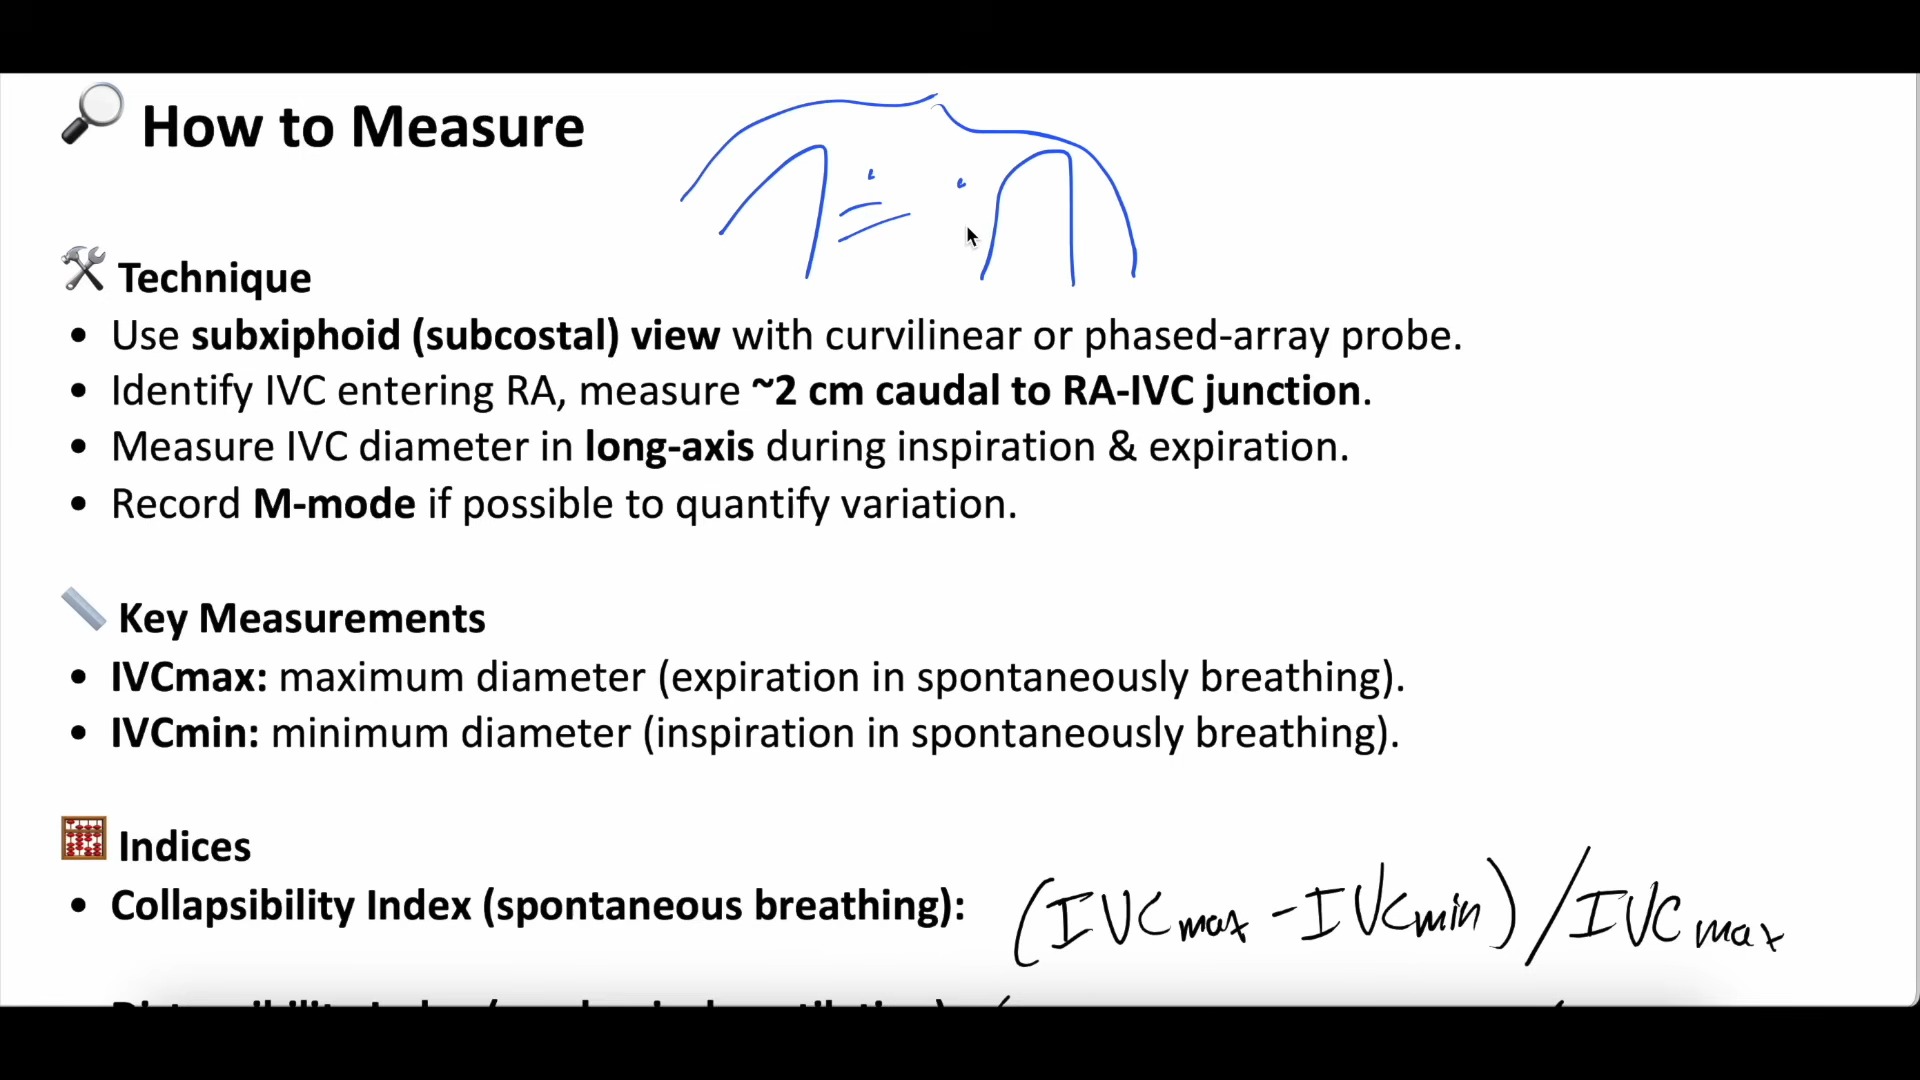 How to Measure
Technique
• Use subxiphoid (subcostal) view with curvilinear or phased-array probe.
• Identify IVC entering RA, measure ~2 cm caudal to RA-IVC junction.
• Measure IVC diameter in long-axis during inspiration & expiration.
• Record M-mode if possible to quantify variation.
Key Measurements
• IVCmax: maximum diameter (expiration in spontaneously breathing).
• IVCmin: minimum diameter (inspiration in spontaneously breathing).
Indices
• Collapsibility Index (spontaneous breathing): (IVCmax - IVCmin) / IVCmax